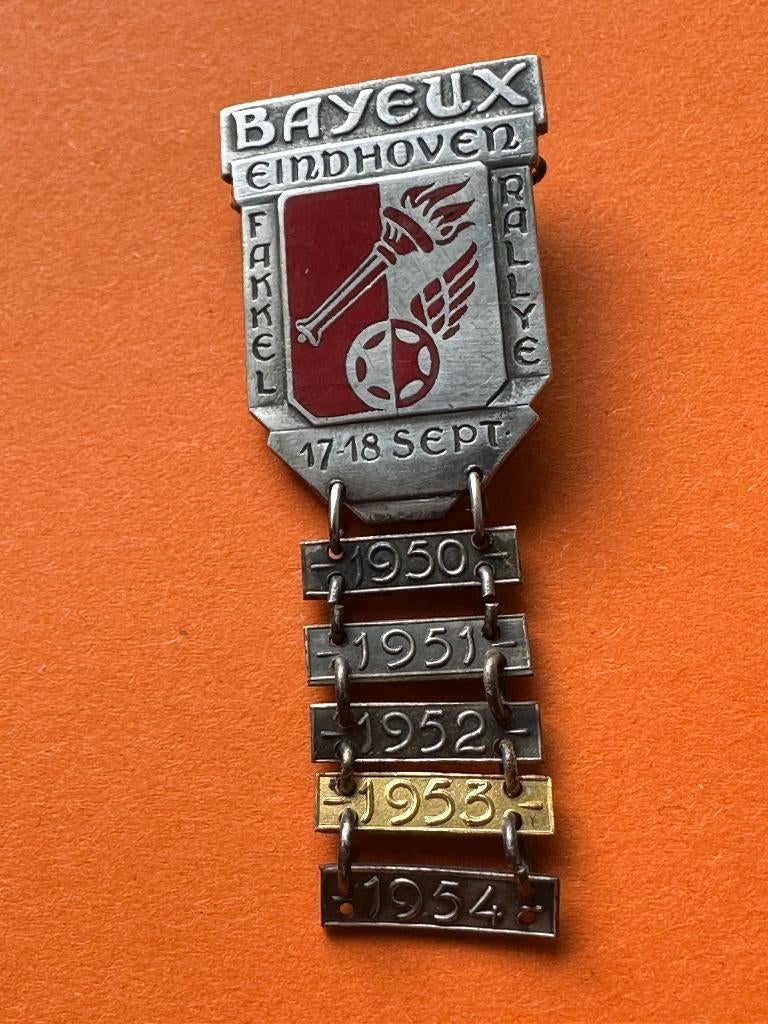 BAYEUX
EINDHOVEN
FAKKEL
RALLYE
17-18 SEPT.
-1950-
-1951-
-1952-
-1953-
-1954-